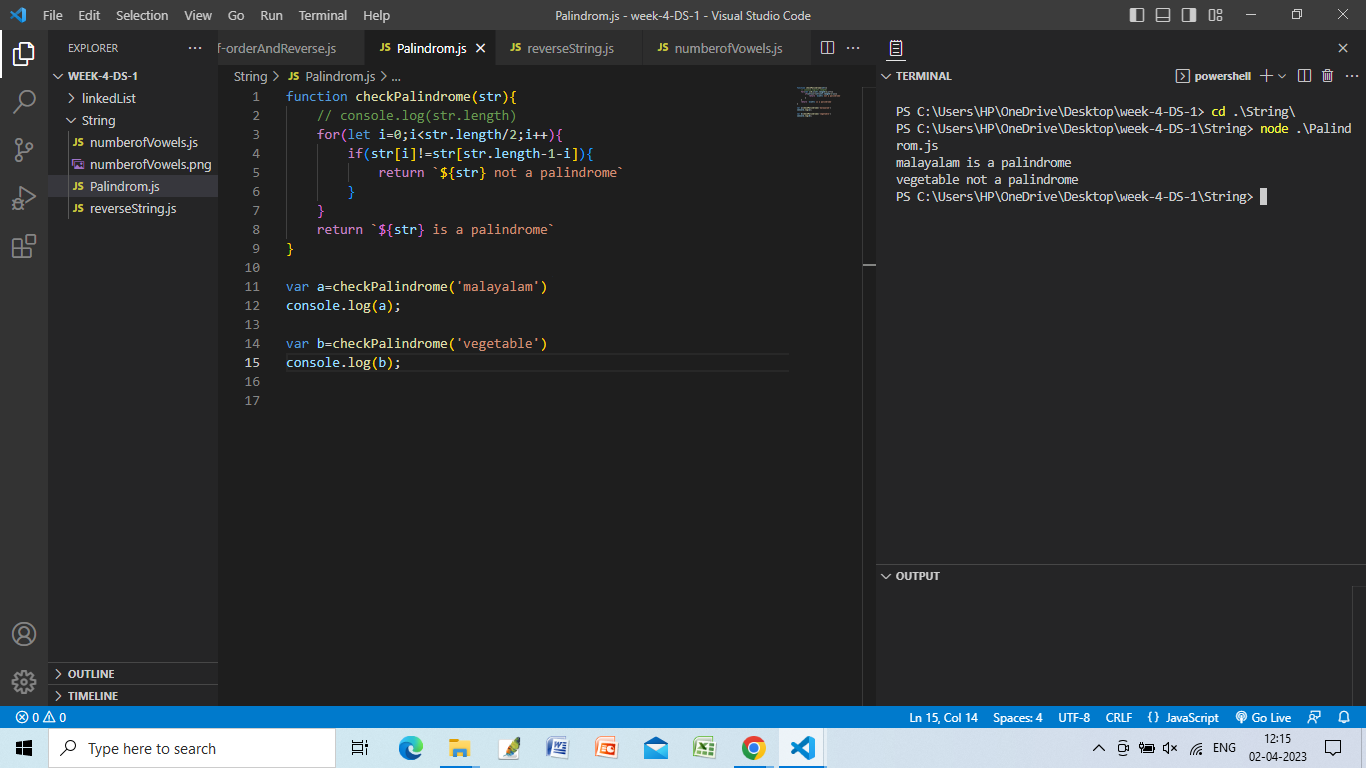 File Edit Selection View Go Run Terminal Help
Palindrom.js - week-4-DS-1 - Visual Studio Code
EXPLORER
WEEK-4-DS-1
linkedList
String
JS numberofVowels.js
numberofVowels.png
JS Palindrom.js
JS reverseString.js
OUTLINE
TIMELINE
f-orderAndReverse.js JS Palindrom.js JS reverseString.js JS numberofVowels.js
String > JS Palindrom.js > ...
1 function checkPalindrome(str){
2 // console.log(str.length)
3 for(let i=0;i<str.length/2;i++){
4 if(str[i]!=str[str.length-1-i]){
5 return `${str} not a palindrome`
6 }
7 }
8 return `${str} is a palindrome`
9 }
10
11 var a=checkPalindrome('malayalam')
12 console.log(a);
13
14 var b=checkPalindrome('vegetable')
15 console.log(b);
16
17
TERMINAL
powershell
PS C:\Users\HP\OneDrive\Desktop\week-4-DS-1> cd .\String\
PS C:\Users\HP\OneDrive\Desktop\week-4-DS-1\String> node .\Palind
rom.js
malayalam is a palindrome
vegetable not a palindrome
PS C:\Users\HP\OneDrive\Desktop\week-4-DS-1\String>
OUTPUT
0 0
Ln 15, Col 14 Spaces: 4 UTF-8 CRLF {} JavaScript Go Live
Type here to search
ENG
12:15
02-04-2023